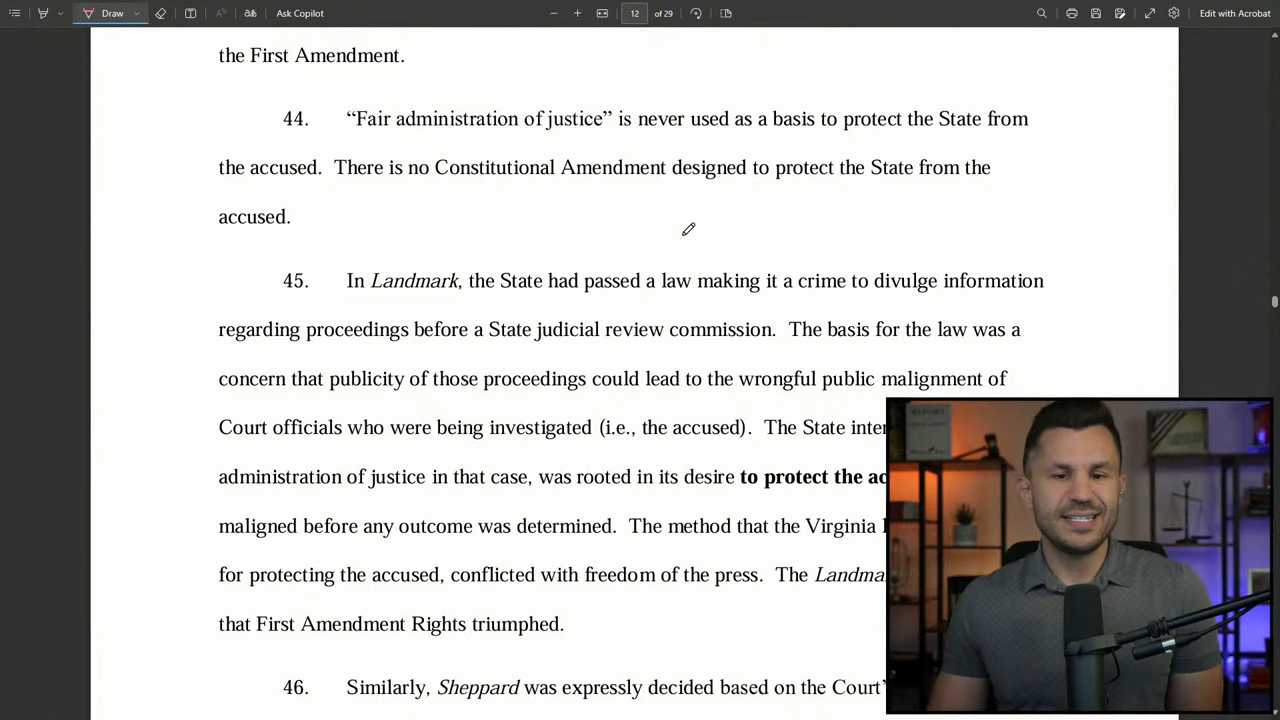 Draw
Ask Copilot
12 of 29
Edit with Acrobat
the First Amendment.
44. “Fair administration of justice” is never used as a basis to protect the State from
the accused. There is no Constitutional Amendment designed to protect the State from the
accused.
45. In Landmark, the State had passed a law making it a crime to divulge information
regarding proceedings before a State judicial review commission. The basis for the law was a
concern that publicity of those proceedings could lead to the wrongful public malignment of
Court officials who were being investigated (i.e., the accused). The State
administration of justice in that case, was rooted in its desire to protect the
maligned before any outcome was determined. The method that the Virginia
for protecting the accused, conflicted with freedom of the press. The
that First Amendment Rights triumphed.
46. Similarly, Sheppard was expressly decided based on the Court’